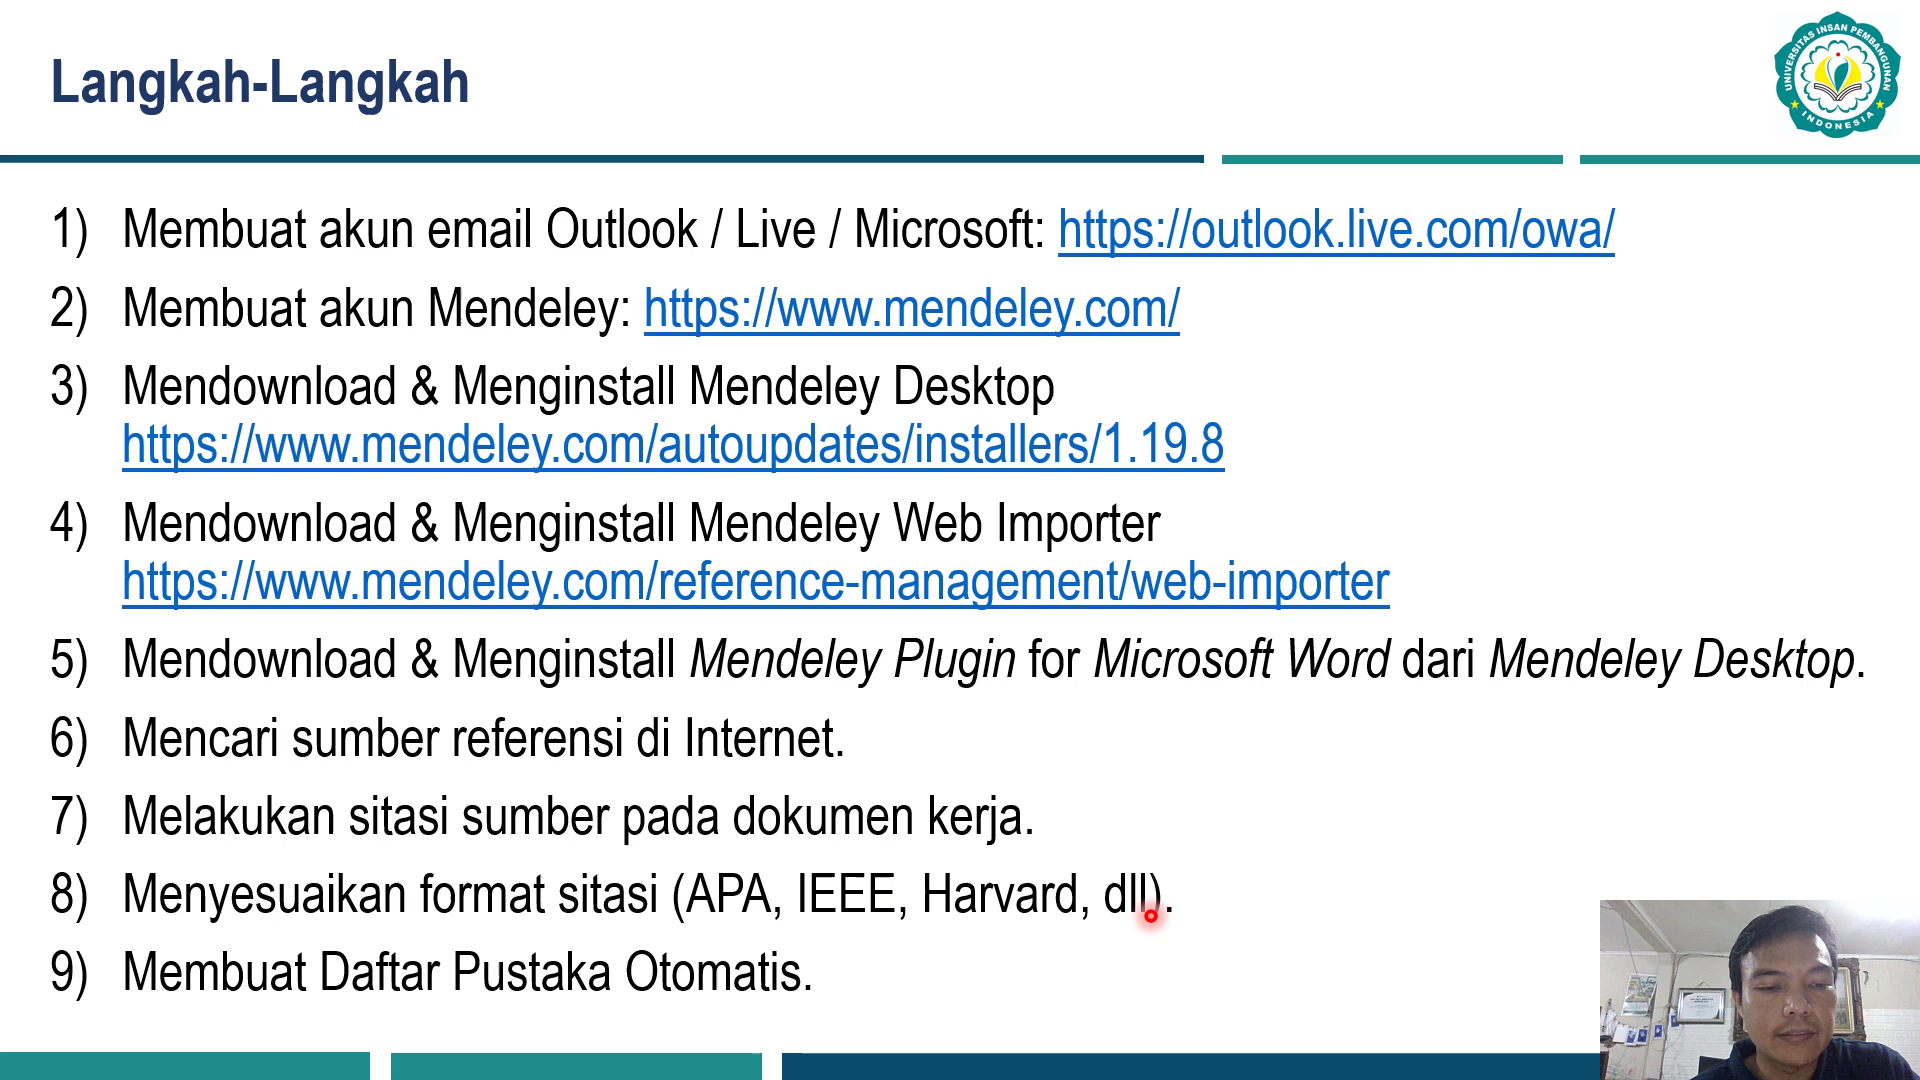 Langkah-Langkah
UNIVERSITAS INSAN PEMBANGUNAN
INDONESIA
1) Membuat akun email Outlook / Live / Microsoft: https://outlook.live.com/owa/
2) Membuat akun Mendeley: https://www.mendeley.com/
3) Mendownload & Menginstall Mendeley Desktop
https://www.mendeley.com/autoupdates/installers/1.19.8
4) Mendownload & Menginstall Mendeley Web Importer
https://www.mendeley.com/reference-management/web-importer
5) Mendownload & Menginstall Mendeley Plugin for Microsoft Word dari Mendeley Desktop.
6) Mencari sumber referensi di Internet.
7) Melakukan sitasi sumber pada dokumen kerja.
8) Menyesuaikan format sitasi (APA, IEEE, Harvard, dll).
9) Membuat Daftar Pustaka Otomatis.